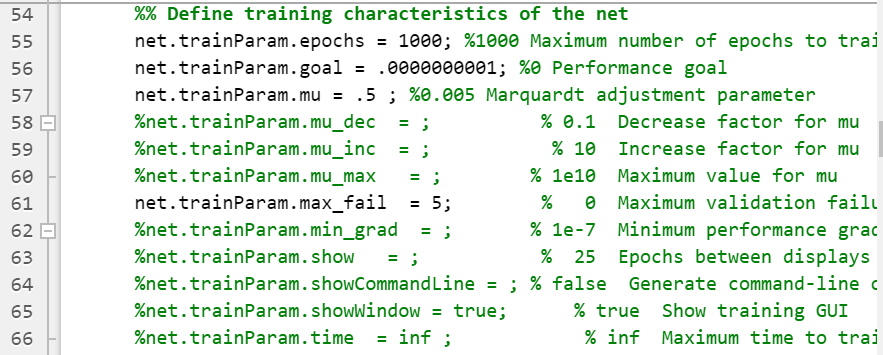 54 %% Define training characteristics of the net
55 net.trainParam.epochs = 1000; %1000 Maximum number of epochs to trai
56 net.trainParam.goal = .0000000001; %0 Performance goal
57 net.trainParam.mu = .5 ; %0.005 Marquardt adjustment parameter
58 %net.trainParam.mu_dec  = ;          % 0.1  Decrease factor for mu
59 %net.trainParam.mu_inc  = ;           % 10  Increase factor for mu
60 %net.trainParam.mu_max   = ;        % 1e10  Maximum value for mu
61 net.trainParam.max_fail  = 5;        %   0  Maximum validation failu
62 %net.trainParam.min_grad  = ;       % 1e-7  Minimum performance grad
63 %net.trainParam.show   = ;           %  25  Epochs between displays
64 %net.trainParam.showCommandLine = ; % false  Generate command-line o
65 %net.trainParam.showWindow = true;      % true  Show training GUI
66 %net.trainParam.time  = inf ;            % inf  Maximum time to trai